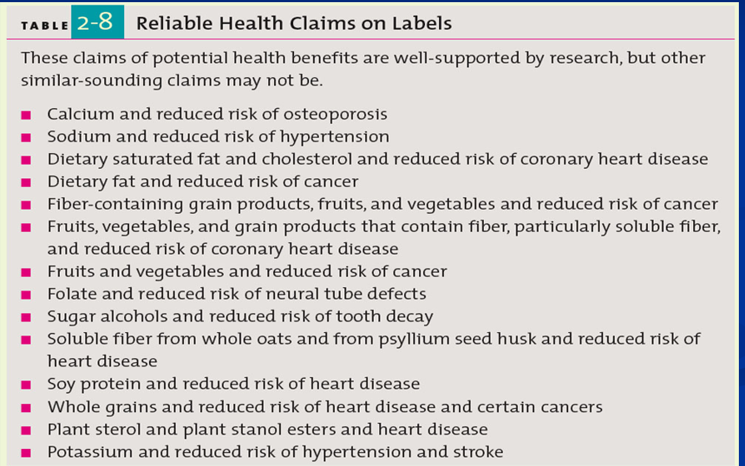 TABLE 2-8 Reliable Health Claims on Labels
These claims of potential health benefits are well-supported by research, but other
similar-sounding claims may not be.
■ Calcium and reduced risk of osteoporosis
■ Sodium and reduced risk of hypertension
■ Dietary saturated fat and cholesterol and reduced risk of coronary heart disease
■ Dietary fat and reduced risk of cancer
■ Fiber-containing grain products, fruits, and vegetables and reduced risk of cancer
■ Fruits, vegetables, and grain products that contain fiber, particularly soluble fiber,
and reduced risk of coronary heart disease
■ Fruits and vegetables and reduced risk of cancer
■ Folate and reduced risk of neural tube defects
■ Sugar alcohols and reduced risk of tooth decay
■ Soluble fiber from whole oats and from psyllium seed husk and reduced risk of
heart disease
■ Soy protein and reduced risk of heart disease
■ Whole grains and reduced risk of heart disease and certain cancers
■ Plant sterol and plant stanol esters and heart disease
■ Potassium and reduced risk of hypertension and stroke